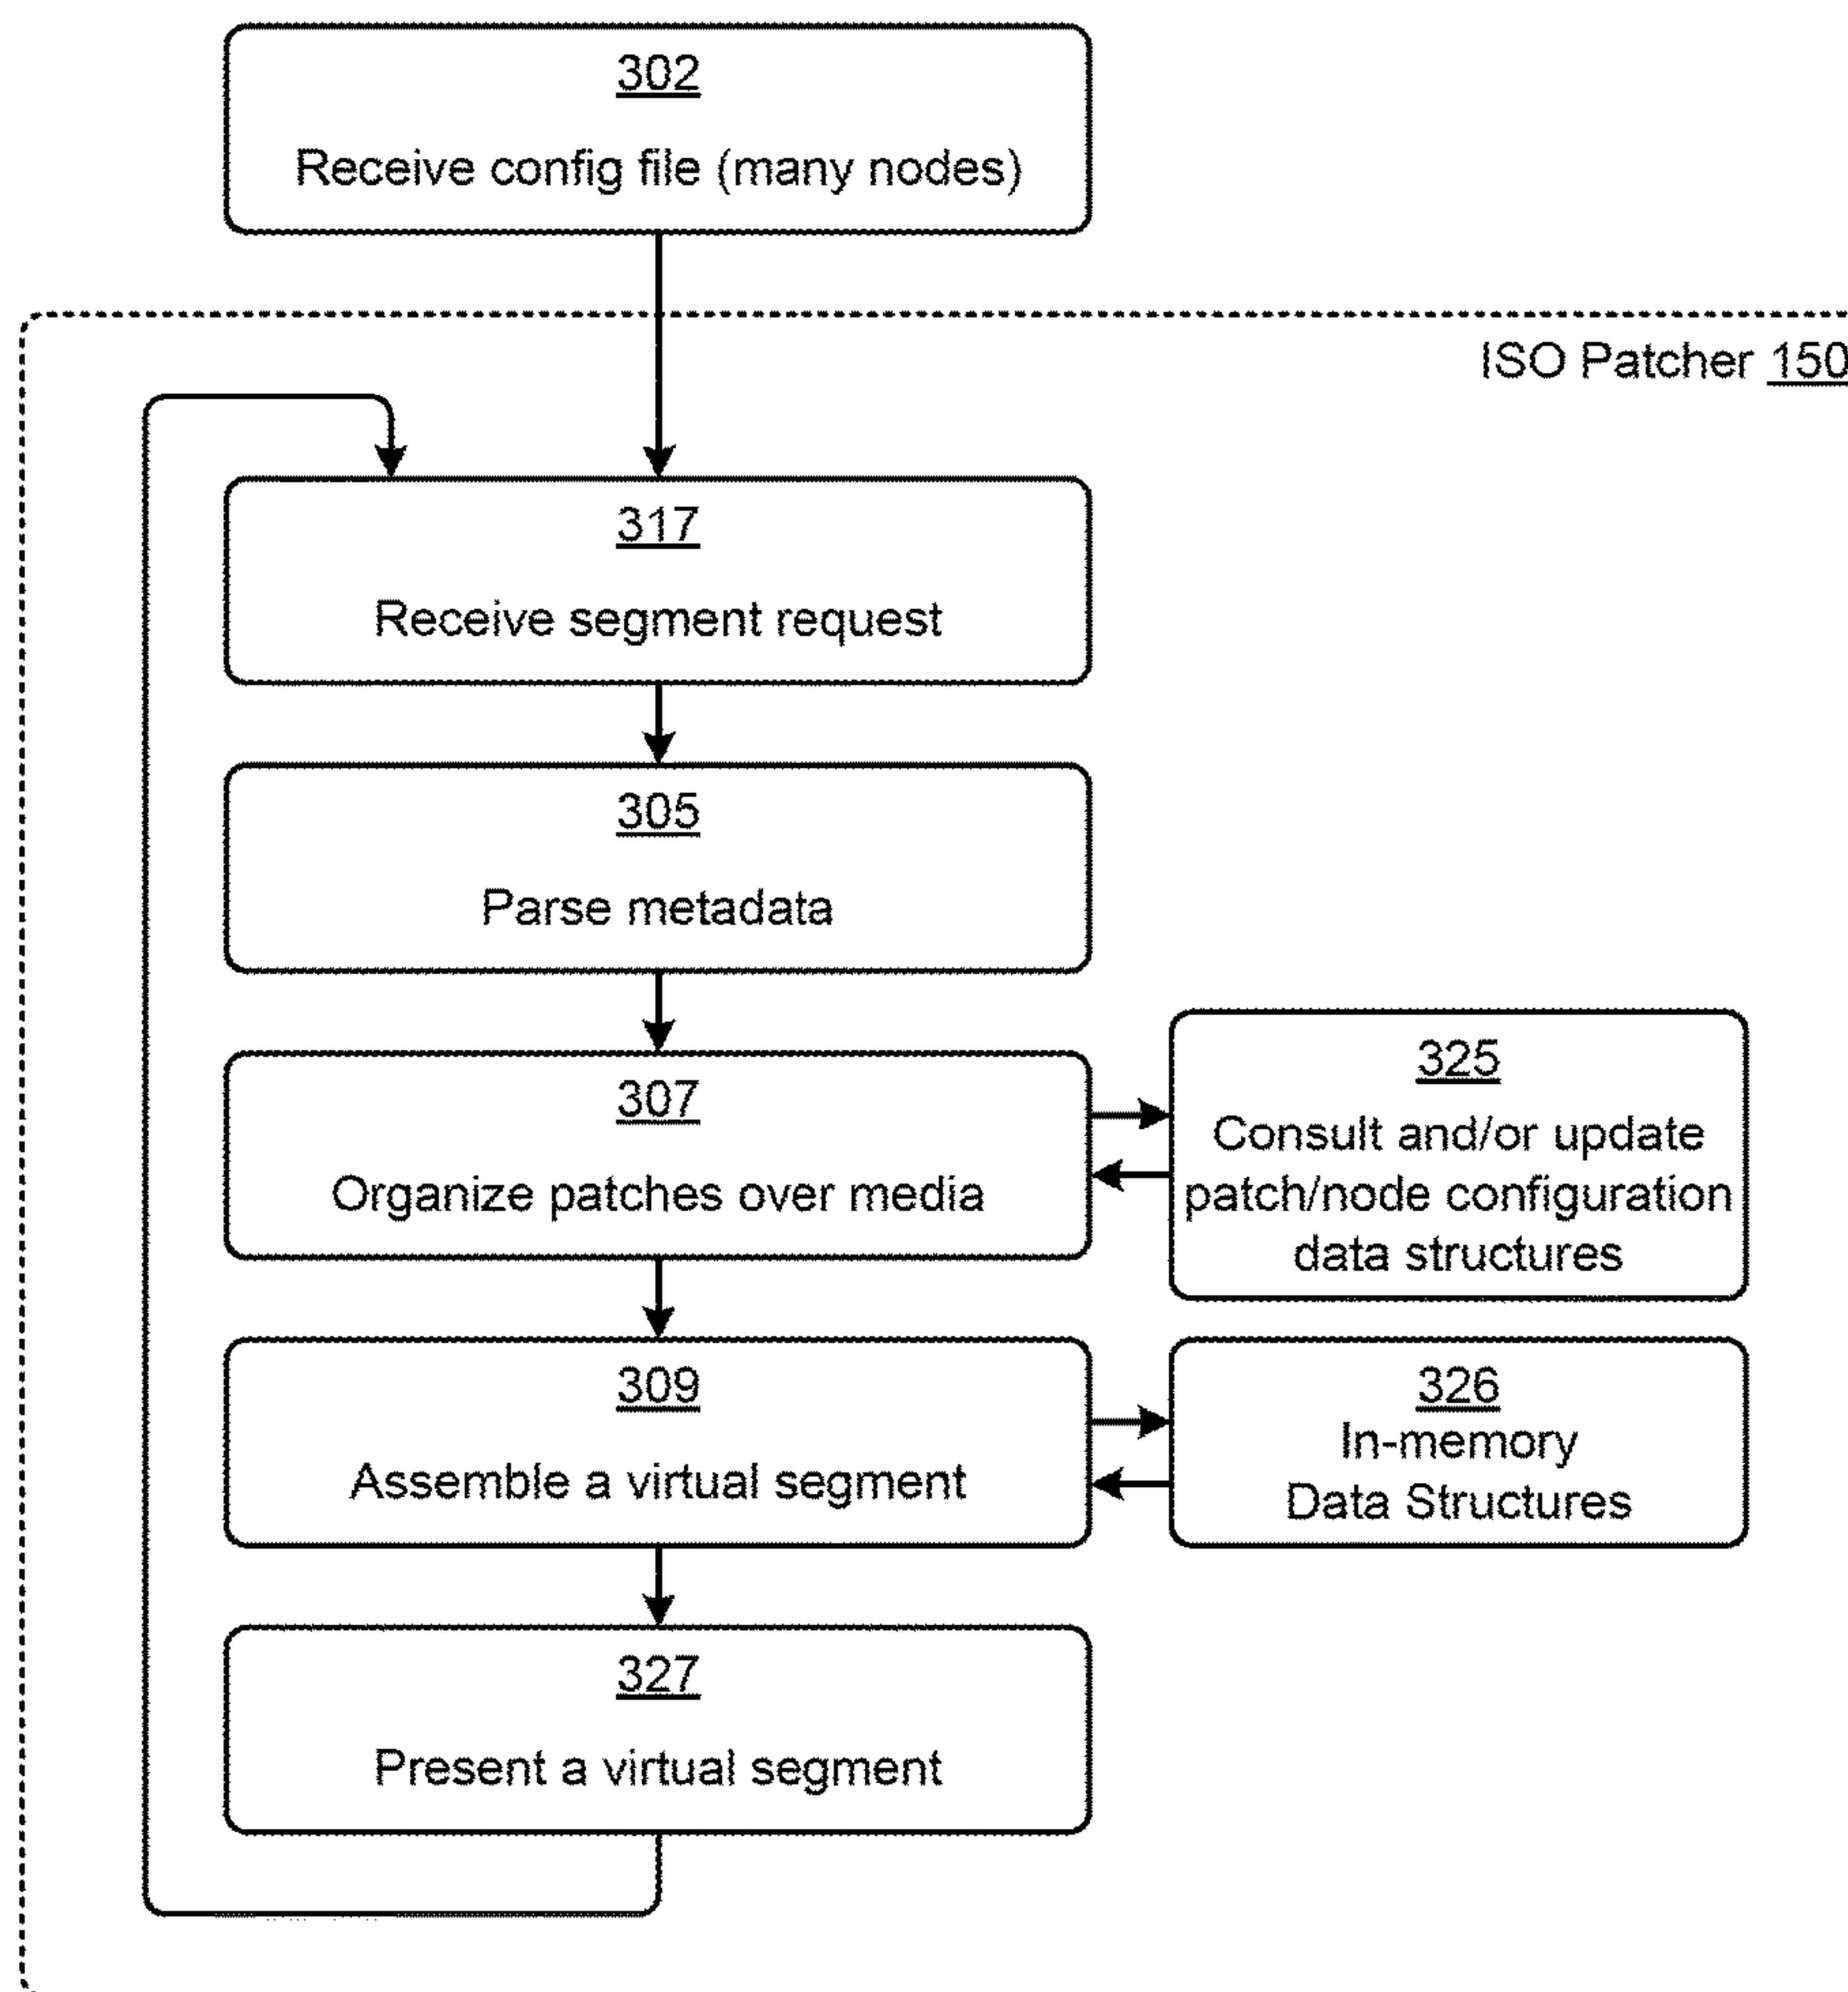 302
Receive config file (many nodes)
ISO Patcher 150
317
Receive segment request
305
Parse metadata
307
Organize patches over media
325
Consult and/or update
patch/node configuration
data structures
309
Assemble a virtual segment
326
In-memory
Data Structures
327
Present a virtual segment